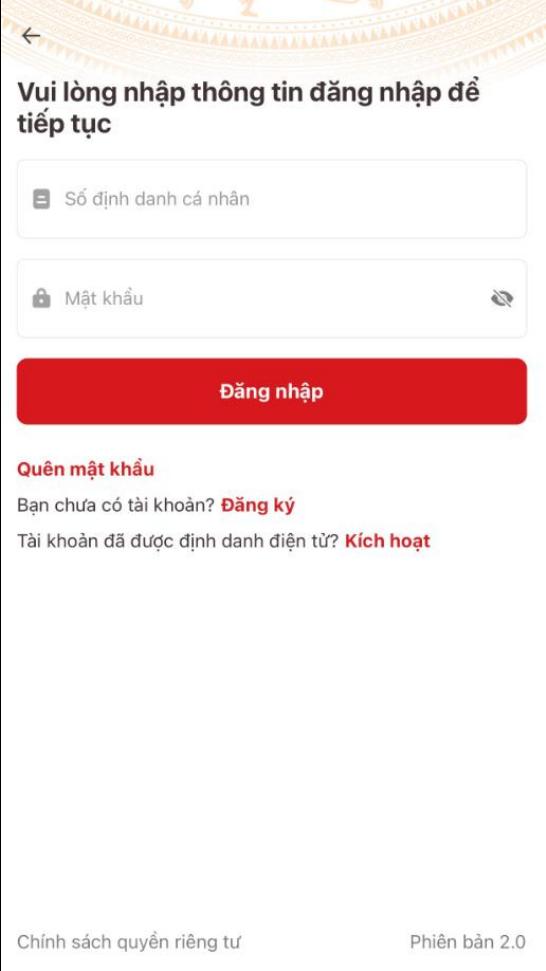 Vui lòng nhập thông tin đăng nhập để
tiếp tục
Số định danh cá nhân
Mật khẩu
Đăng nhập
Quên mật khẩu
Bạn chưa có tài khoản? Đăng ký
Tài khoản đã được định danh điện tử? Kích hoạt
Chính sách quyền riêng tư Phiên bản 2.0